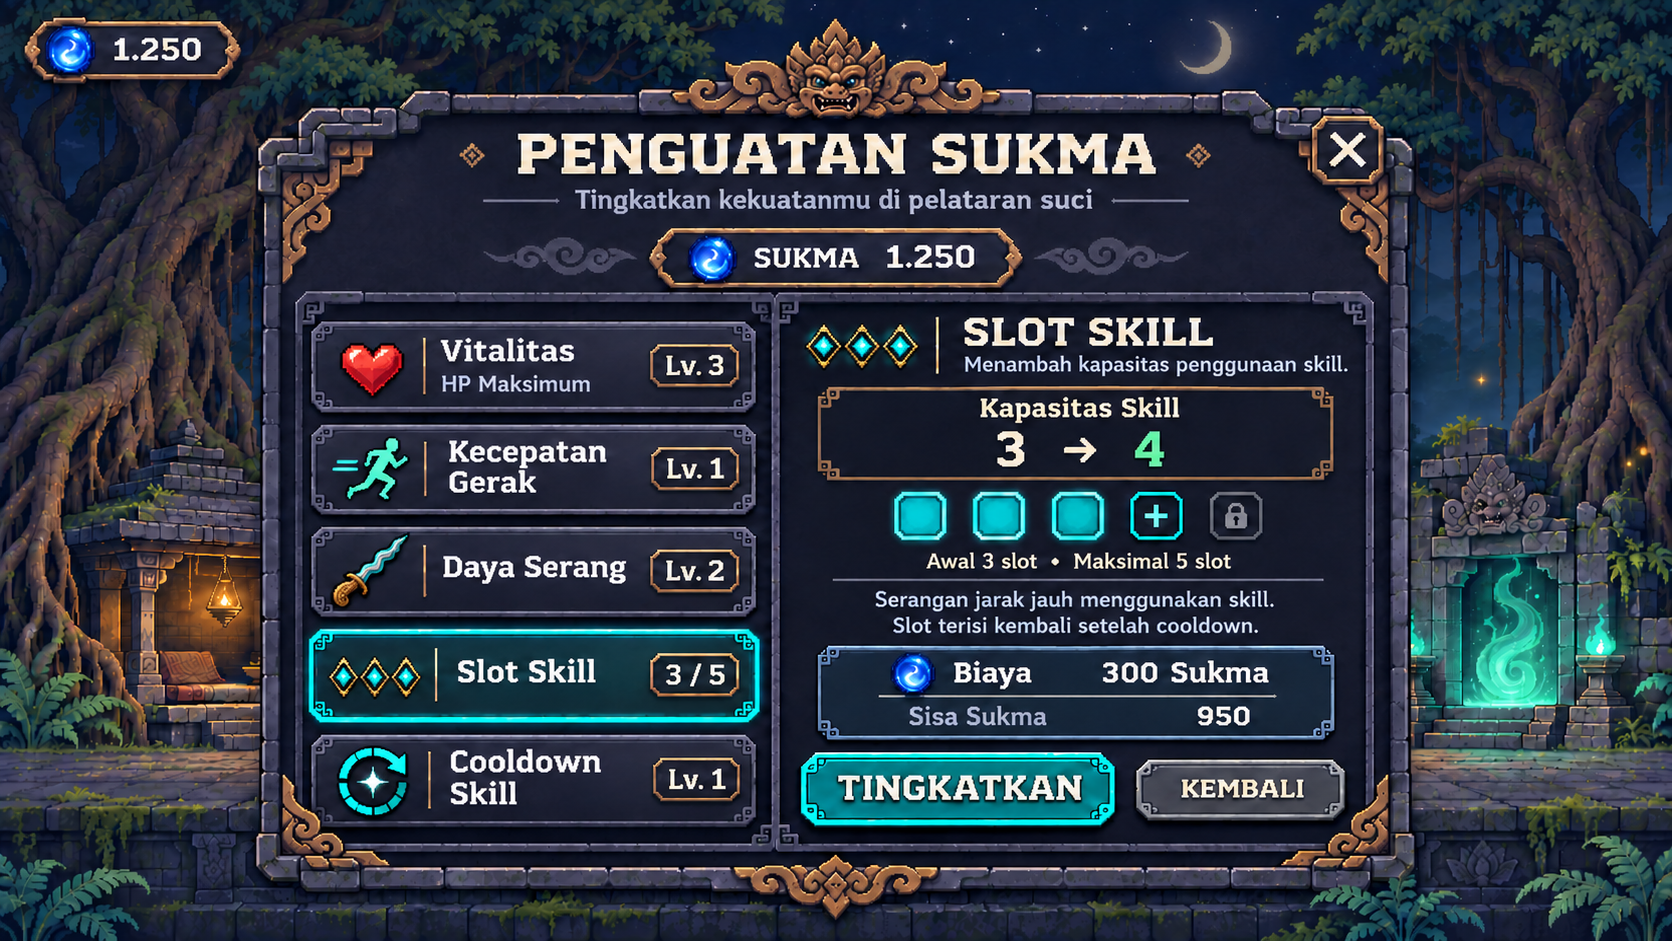 1.250
PENGUATAN SUKMA
Tingkatkan kekuatanmu di pelataran suci
SUKMA 1.250
Vitalitas
HP Maksimum
Lv. 3
Kecepatan
Gerak
Lv. 1
Daya Serang
Lv. 2
Slot Skill
3 / 5
Cooldown
Skill
Lv. 1
SLOT SKILL
Menambah kapasitas penggunaan skill.
Kapasitas Skill
3 → 4
Awal 3 slot • Maksimal 5 slot
Serangan jarak jauh menggunakan skill.
Slot terisi kembali setelah cooldown.
Biaya 300 Sukma
Sisa Sukma 950
TINGKATKAN
KEMBALI